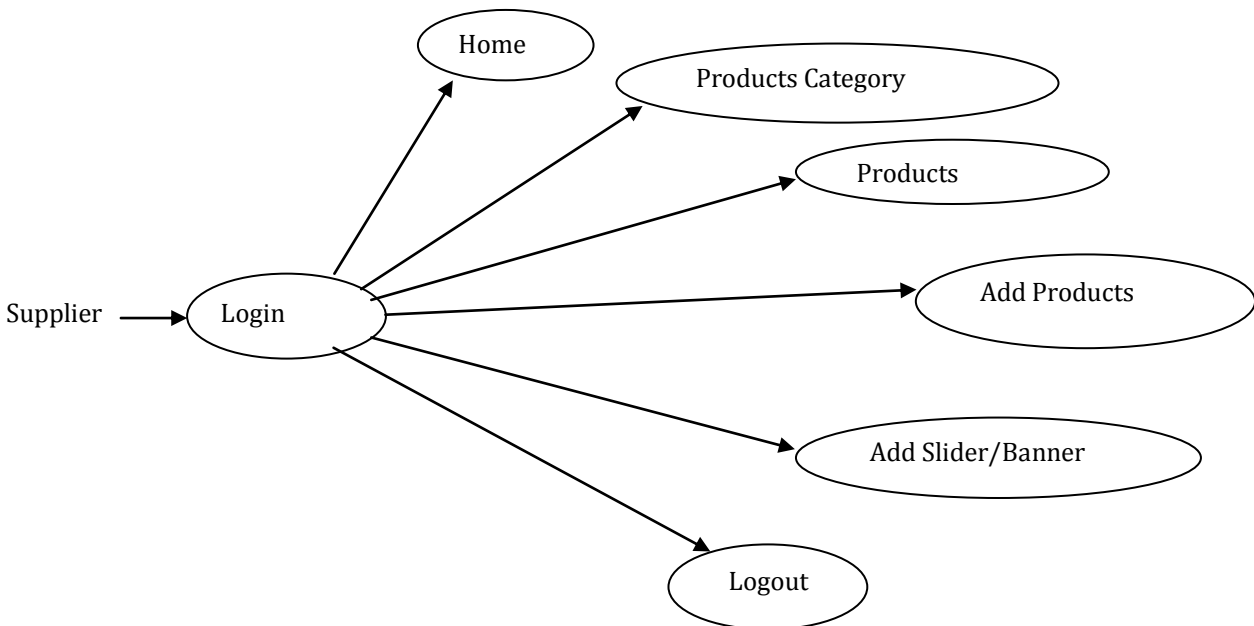 Home
Products Category
Products
Add Products
Supplier
Login
Add Slider/Banner
Logout